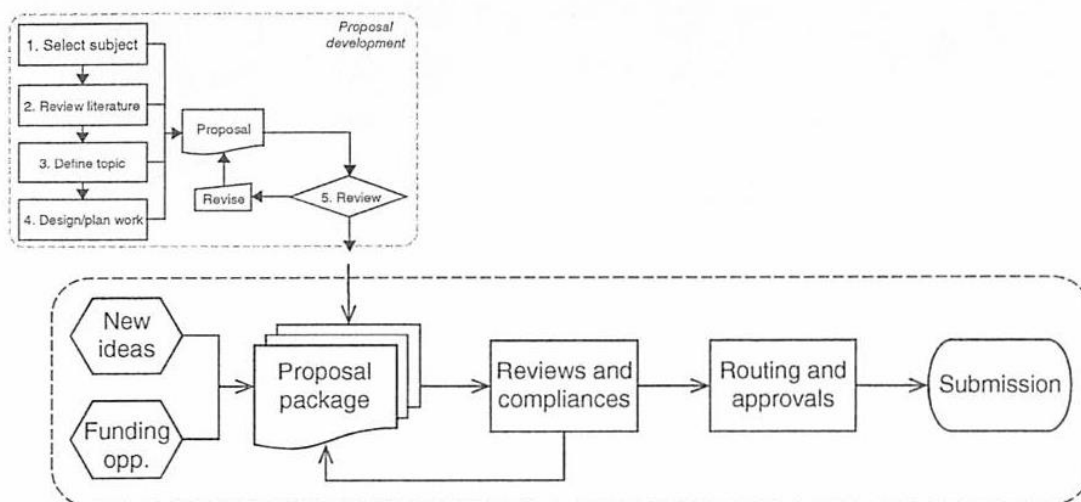 Proposal
development
1. Select subject
2. Review literature
3. Define topic
4. Design/plan work
Proposal
Revise
5. Review
New
ideas
Funding
opp.
Proposal
package
Reviews and
compliances
Routing and
approvals
Submission